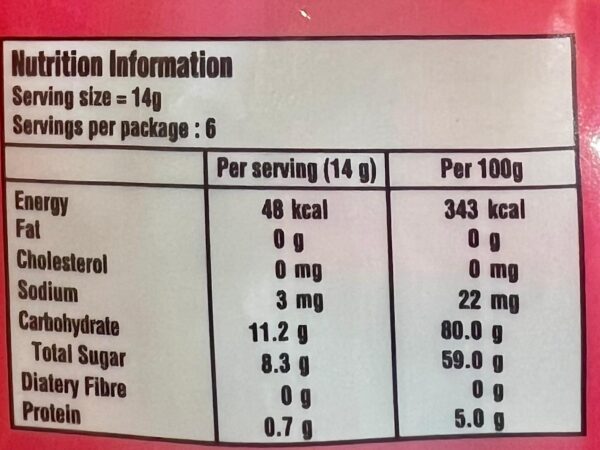 Nutrition Information
Serving size = 14g
Servings per package : 6
Per serving (14 g) Per 100g
Energy 48 kcal 343 kcal
Fat 0 g 0 g
Cholesterol 0 mg 0 mg
Sodium 3 mg 22 mg
Carbohydrate 11.2 g 80.0 g
Total Sugar 8.3 g 59.0 g
Diatery Fibre 0 g 0 g
Protein 0.7 g 5.0 g